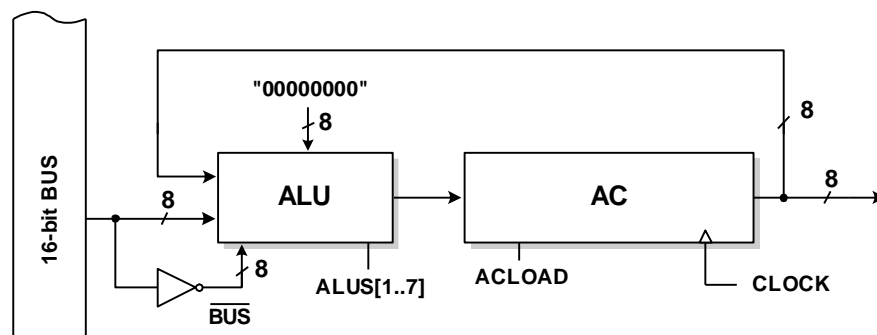 "00000000"
8
8
16-bit BUS
8
ALU
AC
8
8
ALUS[1..7]
ACLOAD
CLOCK
BUS